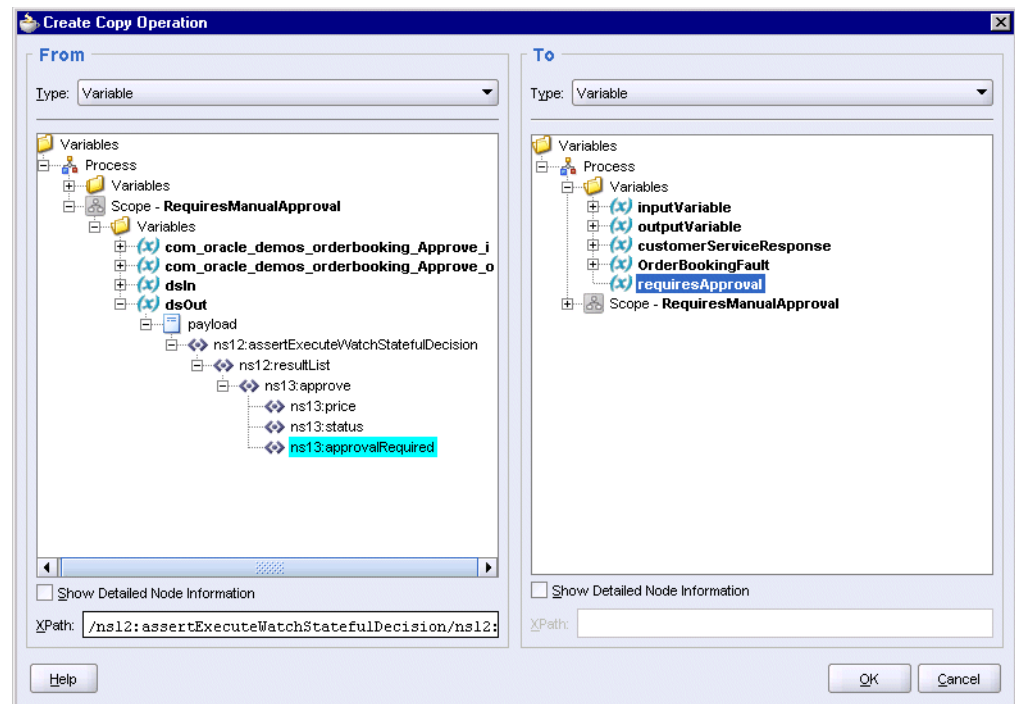 Create Copy Operation
From
Type: Variable
Variables
Process
Variables
Scope - RequiresManualApproval
Variables
com_oracle_demos_orderbooking_Approve_i
com_oracle_demos_orderbooking_Approve_o
dsIn
dsOut
payload
ns12:assertExecuteWatchStatefulDecision
ns12:resultList
ns13:approve
ns13:price
ns13:status
ns13:approvalRequired
Show Detailed Node Information
XPath: /ns12:assertExecuteWatchStatefulDecision/ns12:
To
Type: Variable
Variables
Process
Variables
inputVariable
outputVariable
customerServiceResponse
OrderBookingFault
requiresApproval
Scope - RequiresManualApproval
Show Detailed Node Information
XPath:
Help
OK
Cancel